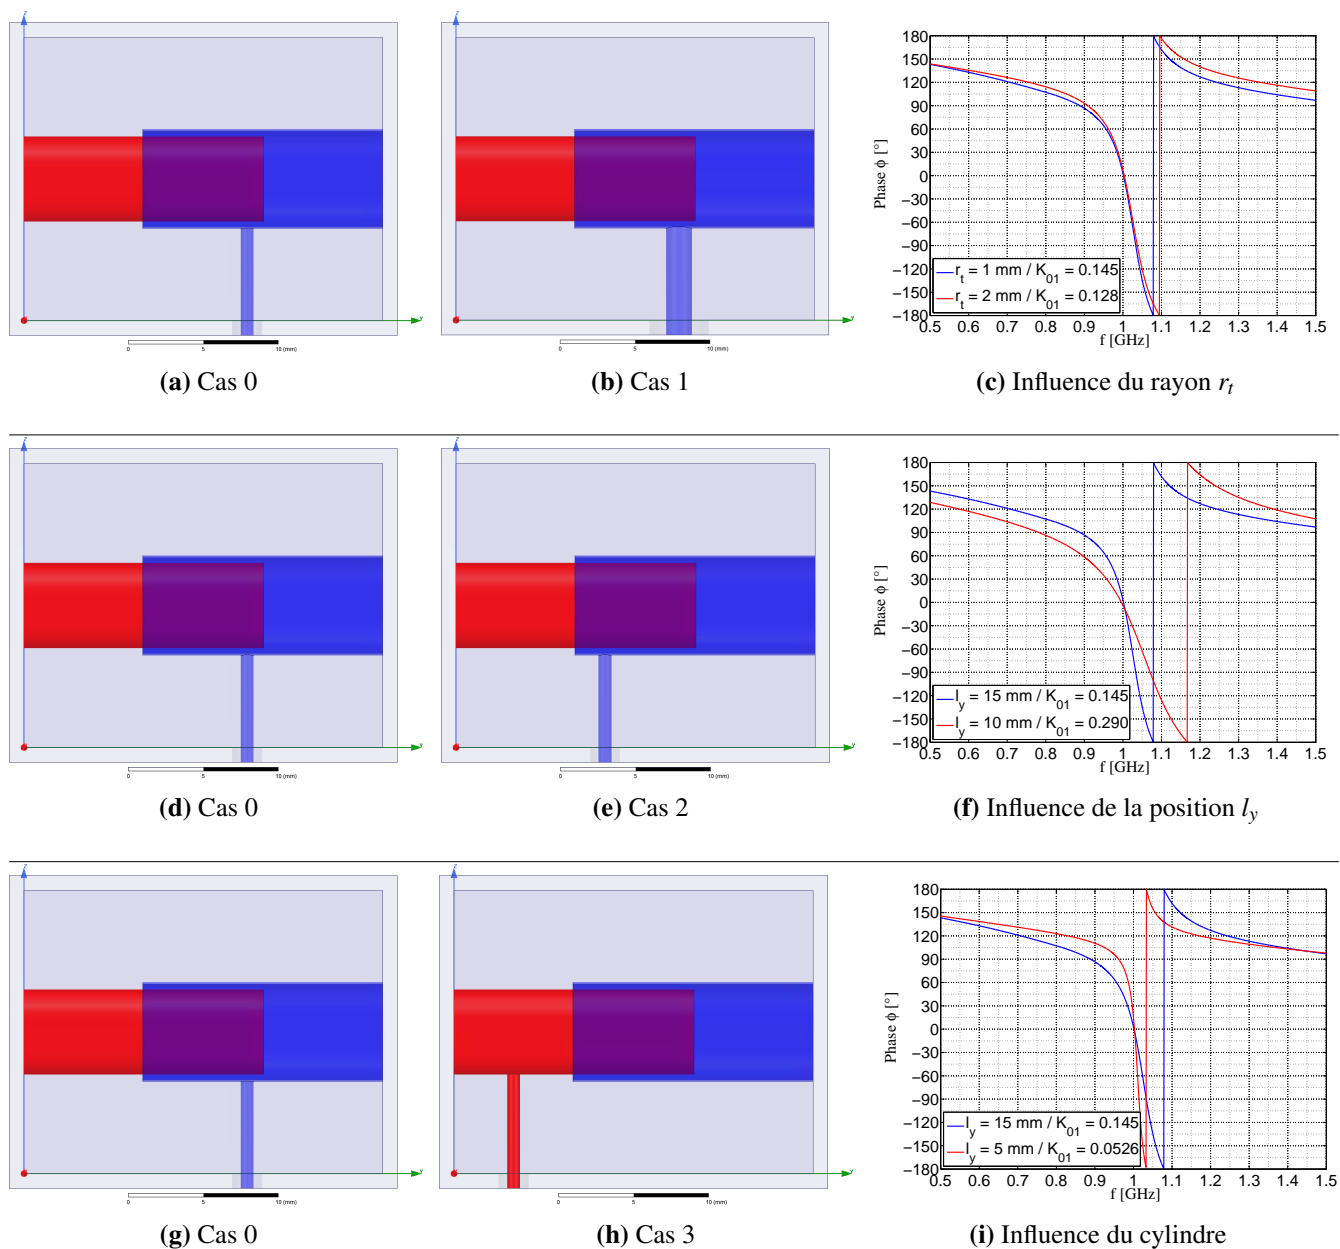 z
y
0 5 10 (mm)
(a) Cas 0
z
y
0 5 10 (mm)
(b) Cas 1
180
150
120
90
60
30
0
−30
−60
−90
−120
−150
−180
Phase ϕ [°]
r_t = 1 mm / K_01 = 0.145
r_t = 2 mm / K_01 = 0.128
0.5 0.6 0.7 0.8 0.9 1 1.1 1.2 1.3 1.4 1.5
f [GHz]
(c) Influence du rayon r_t
z
y
0 5 10 (mm)
(d) Cas 0
z
y
0 5 10 (mm)
(e) Cas 2
180
150
120
90
60
30
0
−30
−60
−90
−120
−150
−180
Phase ϕ [°]
l_y = 15 mm / K_01 = 0.145
l_y = 10 mm / K_01 = 0.290
0.5 0.6 0.7 0.8 0.9 1 1.1 1.2 1.3 1.4 1.5
f [GHz]
(f) Influence de la position l_y
z
y
0 5 10 (mm)
(g) Cas 0
z
y
0 5 10 (mm)
(h) Cas 3
180
150
120
90
60
30
0
−30
−60
−90
−120
−150
−180
Phase ϕ [°]
l_y = 15 mm / K_01 = 0.145
l_y = 5 mm / K_01 = 0.0526
0.5 0.6 0.7 0.8 0.9 1.0 1.1 1.2 1.3 1.4 1.5
f [GHz]
(i) Influence du cylindre